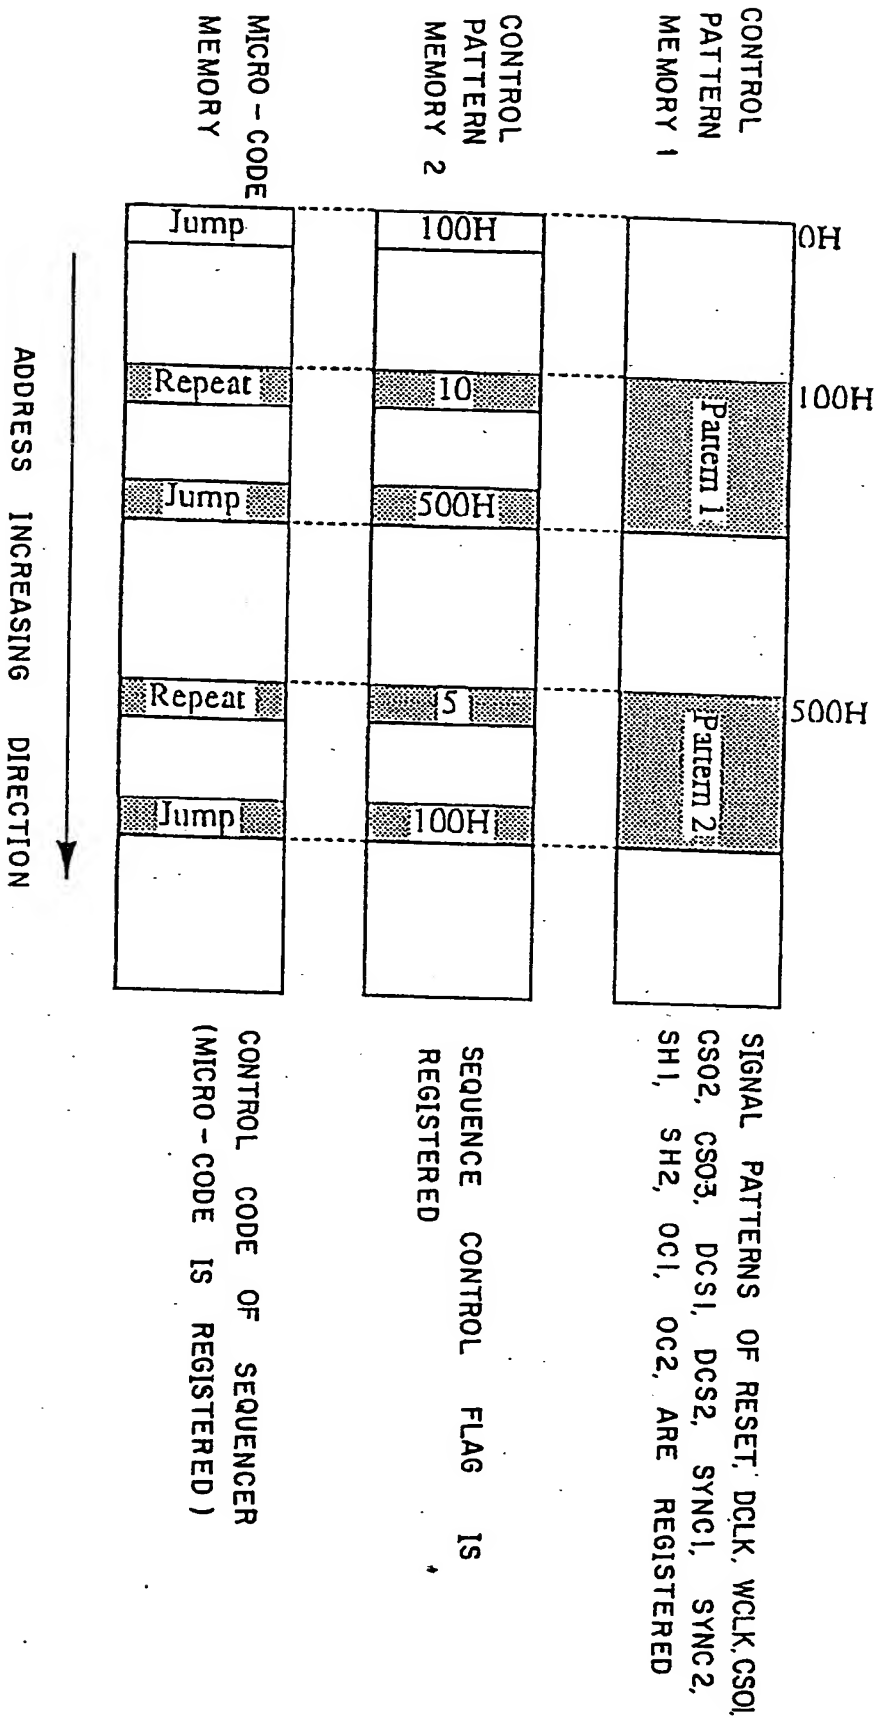 CONTROL
PATTERN
MEMORY 1
0H
100H
Pattern 1
500H
Pattern 2
SIGNAL PATTERNS OF RESET, DCLK, WCLK, CSO1,
CSO2, CSO3, DCS1, DCS2, SYNC1, SYNC2,
SH1, SH2, OC1, OC2, ARE REGISTERED
CONTROL
PATTERN
MEMORY 2
100H
10
500H
5
100H
SEQUENCE CONTROL FLAG IS
REGISTERED
MICRO-CODE
MEMORY
Jump
Repeat
Jump
Repeat
Jump
CONTROL CODE OF SEQUENCER
(MICRO-CODE IS REGISTERED)
ADDRESS INCREASING DIRECTION